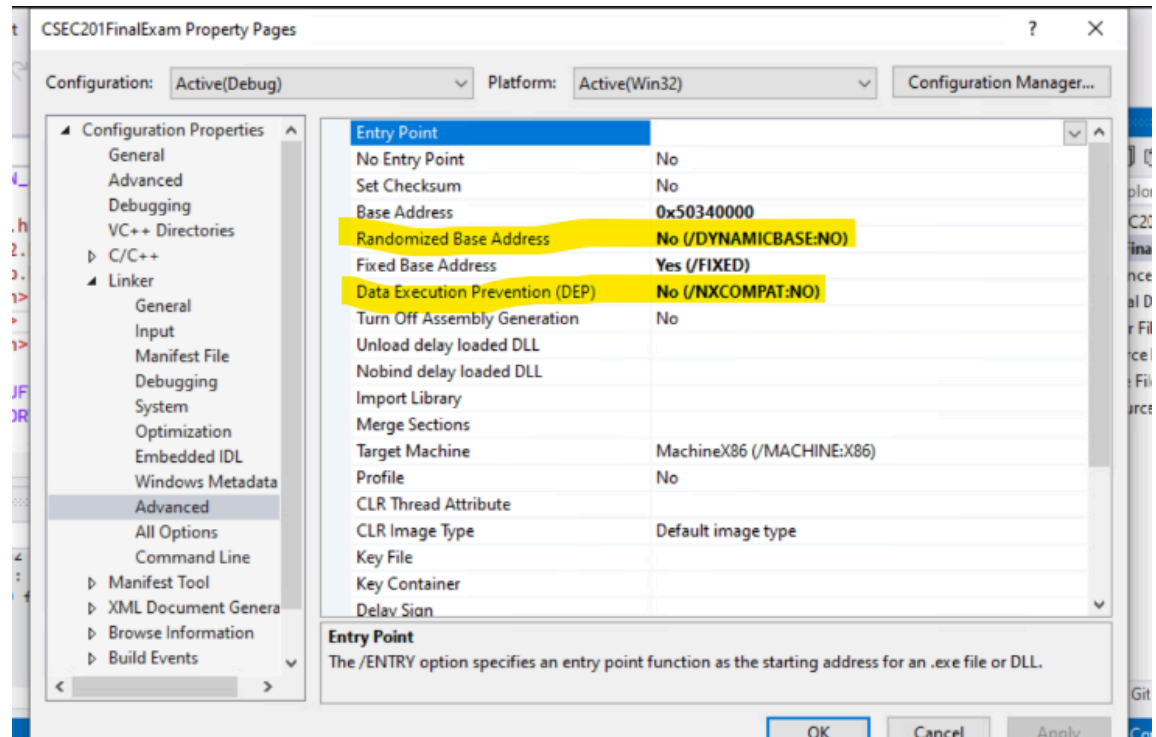 CSEC201FinalExam Property Pages ? ×
Configuration: Active(Debug) Platform: Active(Win32) Configuration Manager...
Configuration Properties
General
Advanced
Debugging
VC++ Directories
C/C++
Linker
General
Input
Manifest File
Debugging
System
Optimization
Embedded IDL
Windows Metadata
Advanced
All Options
Command Line
Manifest Tool
XML Document Genera
Browse Information
Build Events
Entry Point
No Entry Point No
Set Checksum No
Base Address 0x50340000
Randomized Base Address No (/DYNAMICBASE:NO)
Fixed Base Address Yes (/FIXED)
Data Execution Prevention (DEP) No (/NXCOMPAT:NO)
Turn Off Assembly Generation No
Unload delay loaded DLL
Nobind delay loaded DLL
Import Library
Merge Sections
Target Machine MachineX86 (/MACHINE:X86)
Profile No
CLR Thread Attribute
CLR Image Type Default image type
Key File
Key Container
Delay Sign
Entry Point
The /ENTRY option specifies an entry point function as the starting address for an .exe file or DLL.
OK Cancel Apply
Git